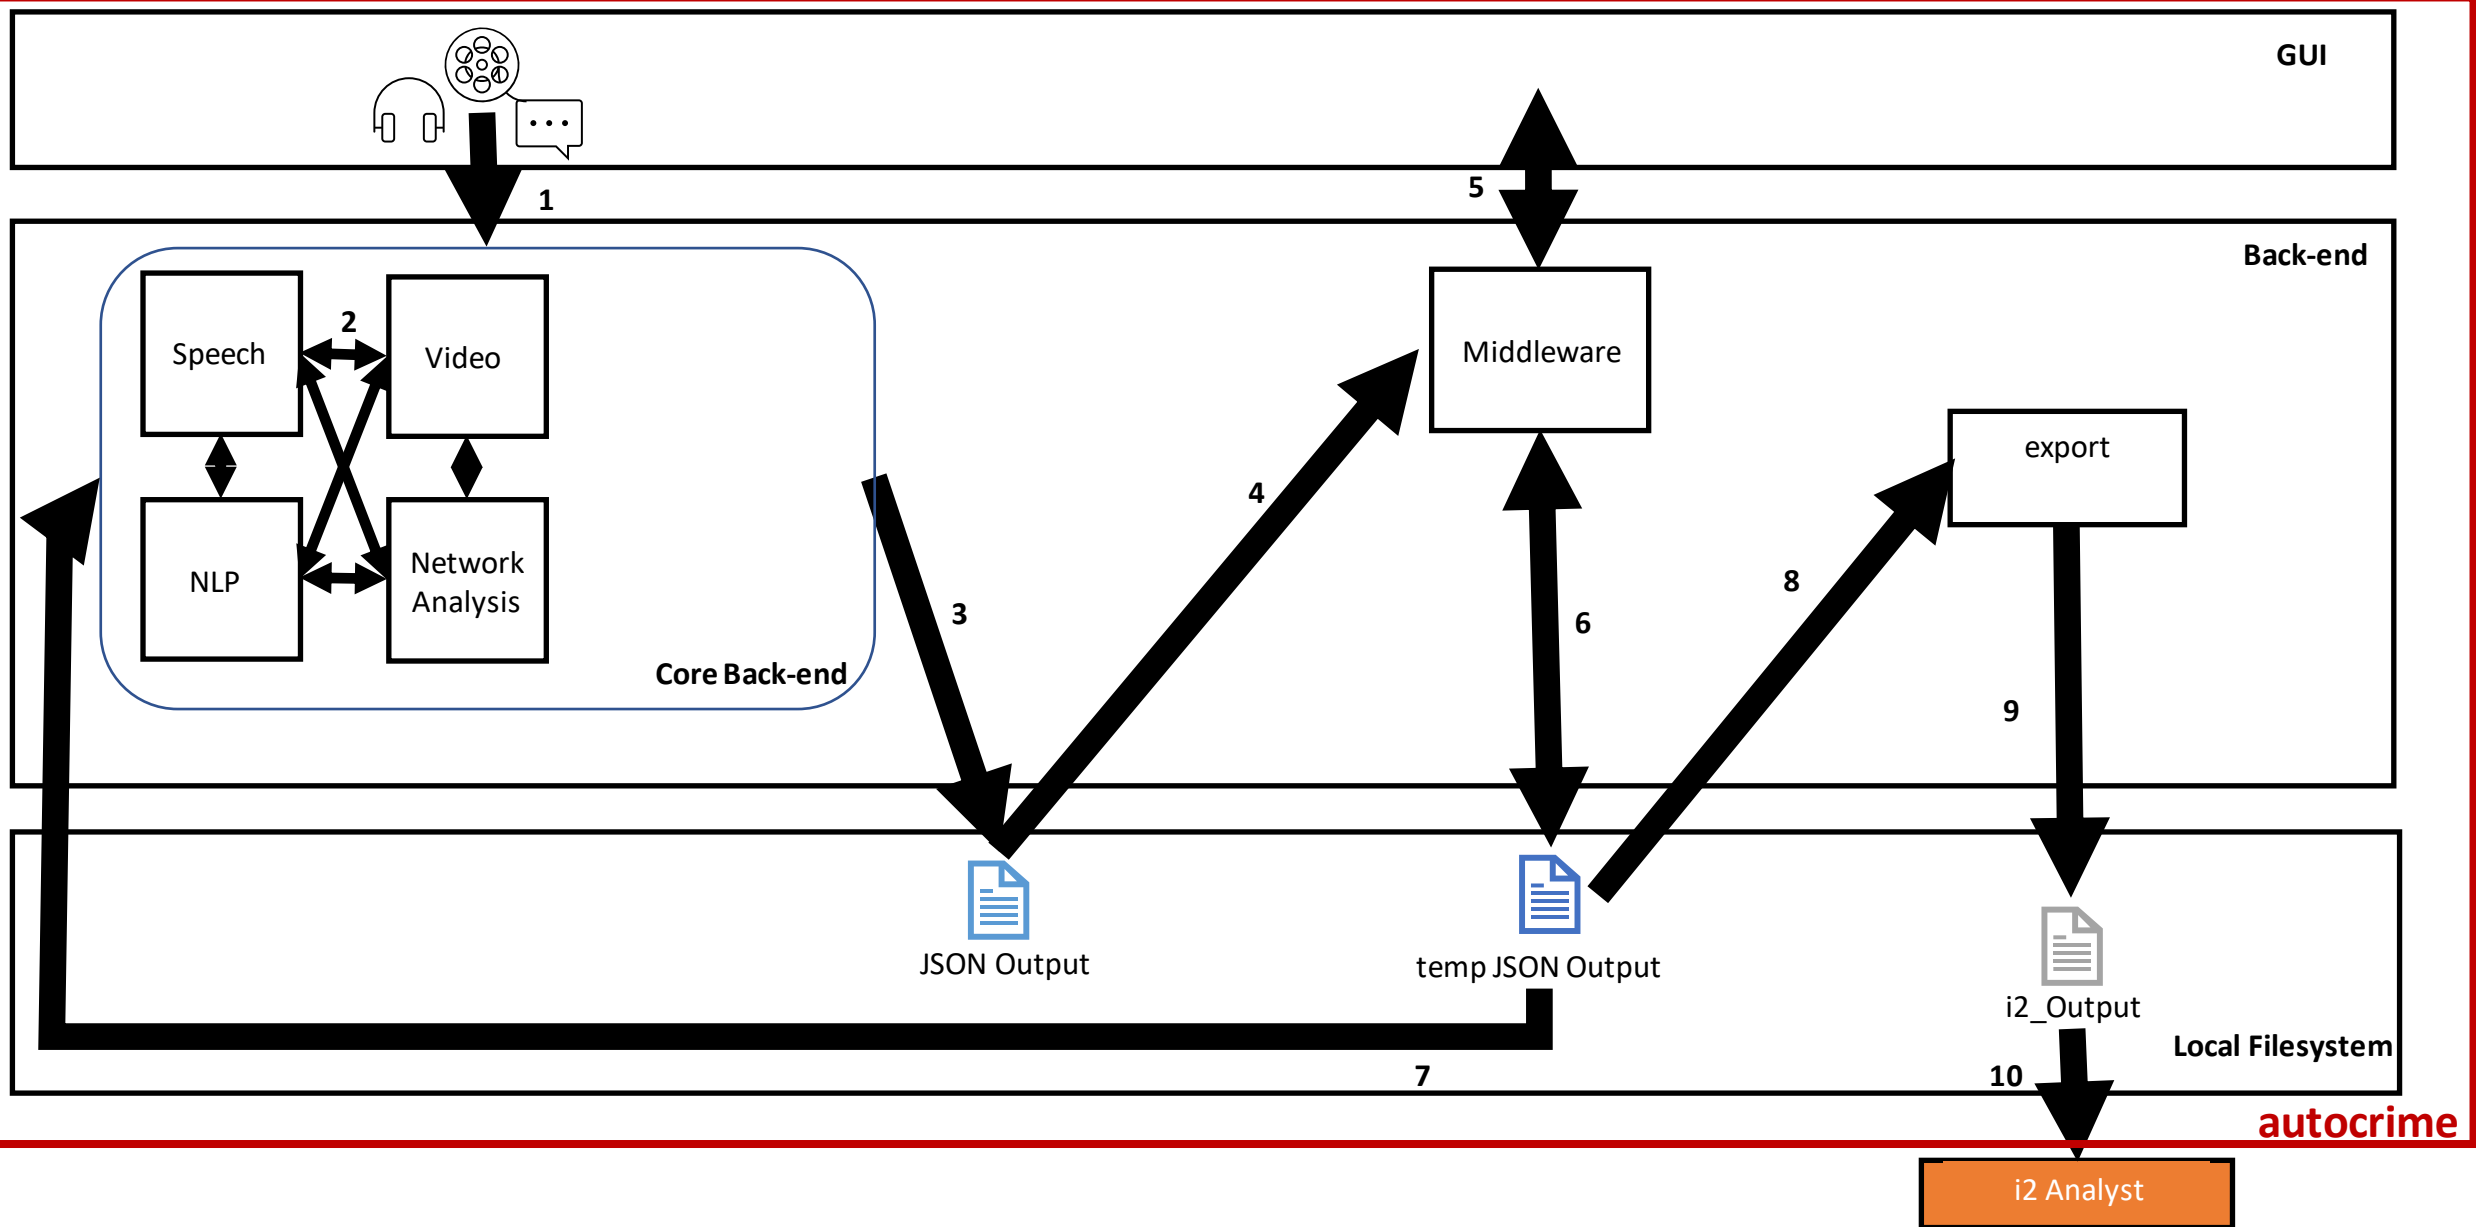 GUI
1
5
Back-end
Speech
2
Video
Middleware
export
4
NLP
Network
Analysis
3
6
8
Core Back-end
9
JSON Output
temp JSON Output
i2_Output
Local Filesystem
7
10
autocrime
i2 Analyst